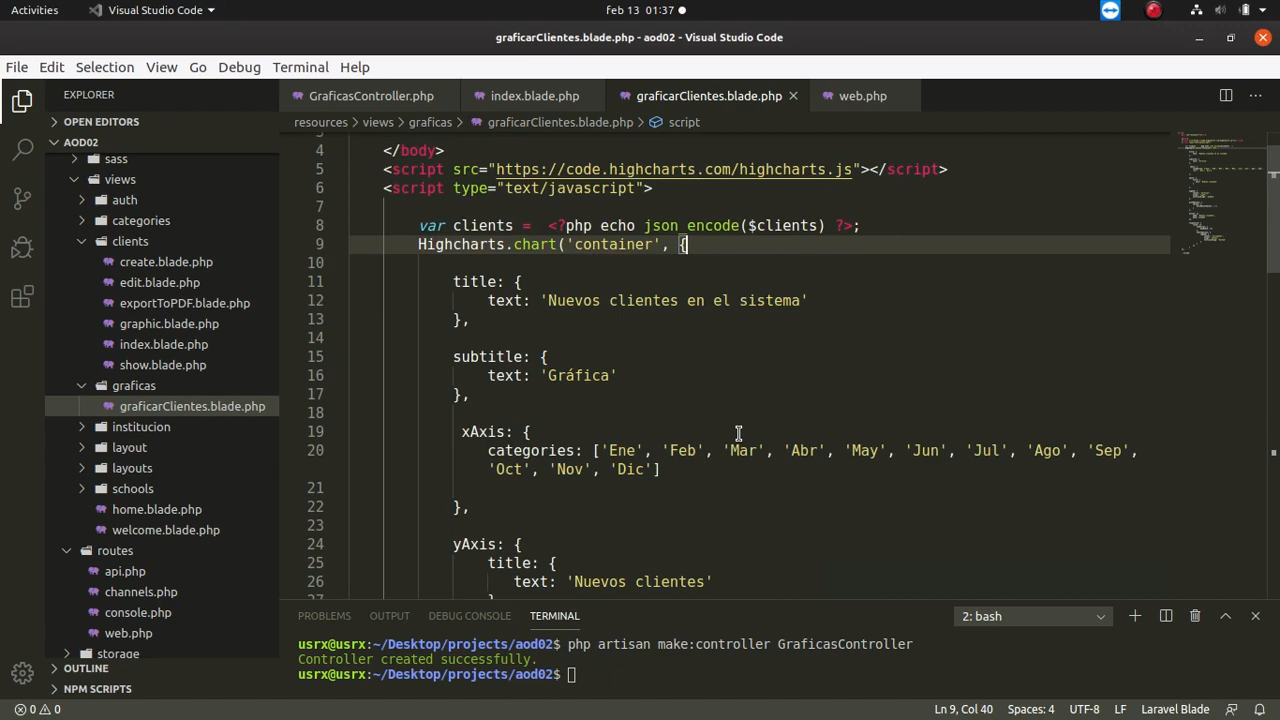 Activities Visual Studio Code feb 13 01:37
graficarClientes.blade.php - aod02 - Visual Studio Code
File Edit Selection View Go Debug Terminal Help
EXPLORER GraficasController.php index.blade.php graficarClientes.blade.php web.php
OPEN EDITORS resources views graficas graficarClientes.blade.php script
AOD02
sass
views
auth
categories
clients
create.blade.php
edit.blade.php
exportToPDF.blade.php
graphic.blade.php
index.blade.php
show.blade.php
graficas
graficarClientes.blade.php
institucion
layout
layouts
schools
home.blade.php
welcome.blade.php
routes
api.php
channels.php
console.php
web.php
storage
OUTLINE
NPM SCRIPTS
4 </body>
5 <script src="https://code.highcharts.com/highcharts.js"></script>
6 <script type="text/javascript">
7
8 var clients = <?php echo json_encode($clients) ?>;
9 Highcharts.chart('container', {
10
11 title: {
12 text: 'Nuevos clientes en el sistema'
13 },
14
15 subtitle: {
16 text: 'Gráfica'
17 },
18
19 xAxis: {
20 categories: ['Ene', 'Feb', 'Mar', 'Abr', 'May', 'Jun', 'Jul', 'Ago', 'Sep',
'Oct', 'Nov', 'Dic']
21
22 },
23
24 yAxis: {
25 title: {
26 text: 'Nuevos clientes'
PROBLEMS OUTPUT DEBUG CONSOLE TERMINAL 2: bash
usrx@usrx:~/Desktop/projects/aod02$ php artisan make:controller GraficasController
Controller created successfully.
usrx@usrx:~/Desktop/projects/aod02$
0 0 Ln 9, Col 40 Spaces: 4 UTF-8 LF Laravel Blade